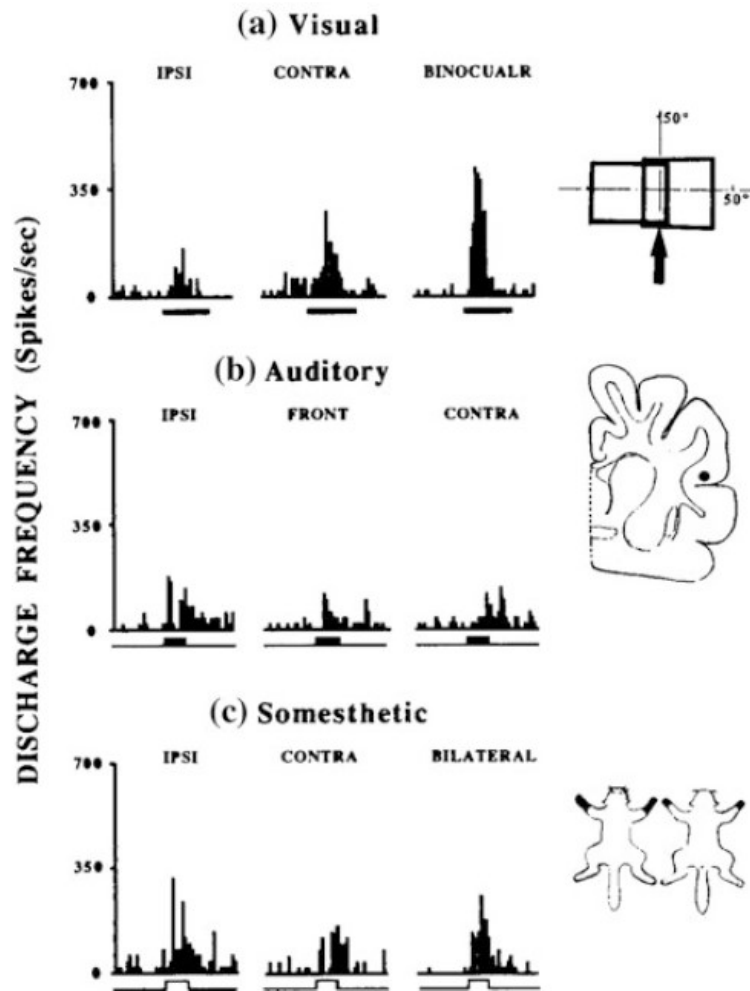 (a) Visual
IPSI CONTRA BINOCUALR
700
350
0
50°
50°
(b) Auditory
IPSI FRONT CONTRA
700
350
0
(c) Somesthetic
IPSI CONTRA BILATERAL
700
350
0
DISCHARGE FREQUENCY (Spikes/sec)